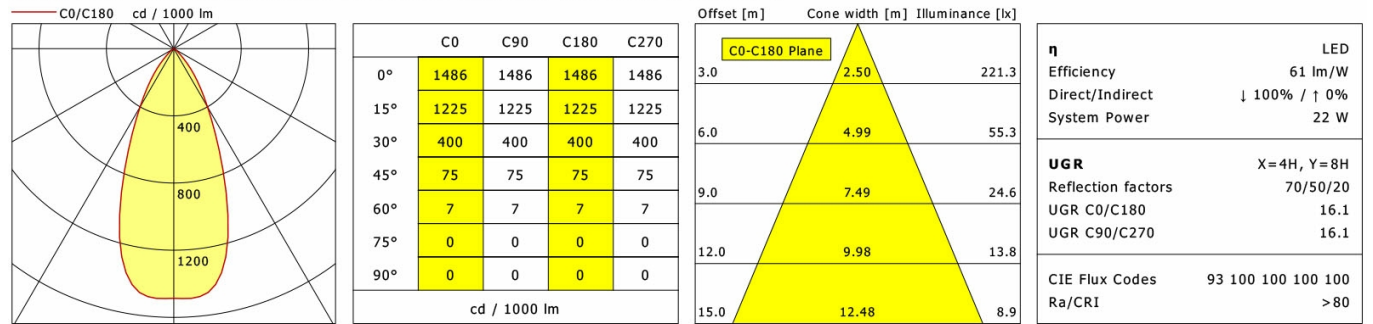 C0/C180 cd / 1000 lm
400
800
1200
C0 C90 C180 C270
0° 1486 1486 1486 1486
15° 1225 1225 1225 1225
30° 400 400 400 400
45° 75 75 75 75
60° 7 7 7 7
75° 0 0 0 0
90° 0 0 0 0
cd / 1000 lm
Offset [m] Cone width [m] Illuminance [lx]
C0-C180 Plane
3.0 2.50 221.3
6.0 4.99 55.3
9.0 7.49 24.6
12.0 9.98 13.8
15.0 12.48 8.9
η LED
Efficiency 61 lm/W
Direct/Indirect ↓ 100% / ↑ 0%
System Power 22 W
UGR X=4H, Y=8H
Reflection factors 70/50/20
UGR C0/C180 16.1
UGR C90/C270 16.1
CIE Flux Codes 93 100 100 100 100
Ra/CRI >80